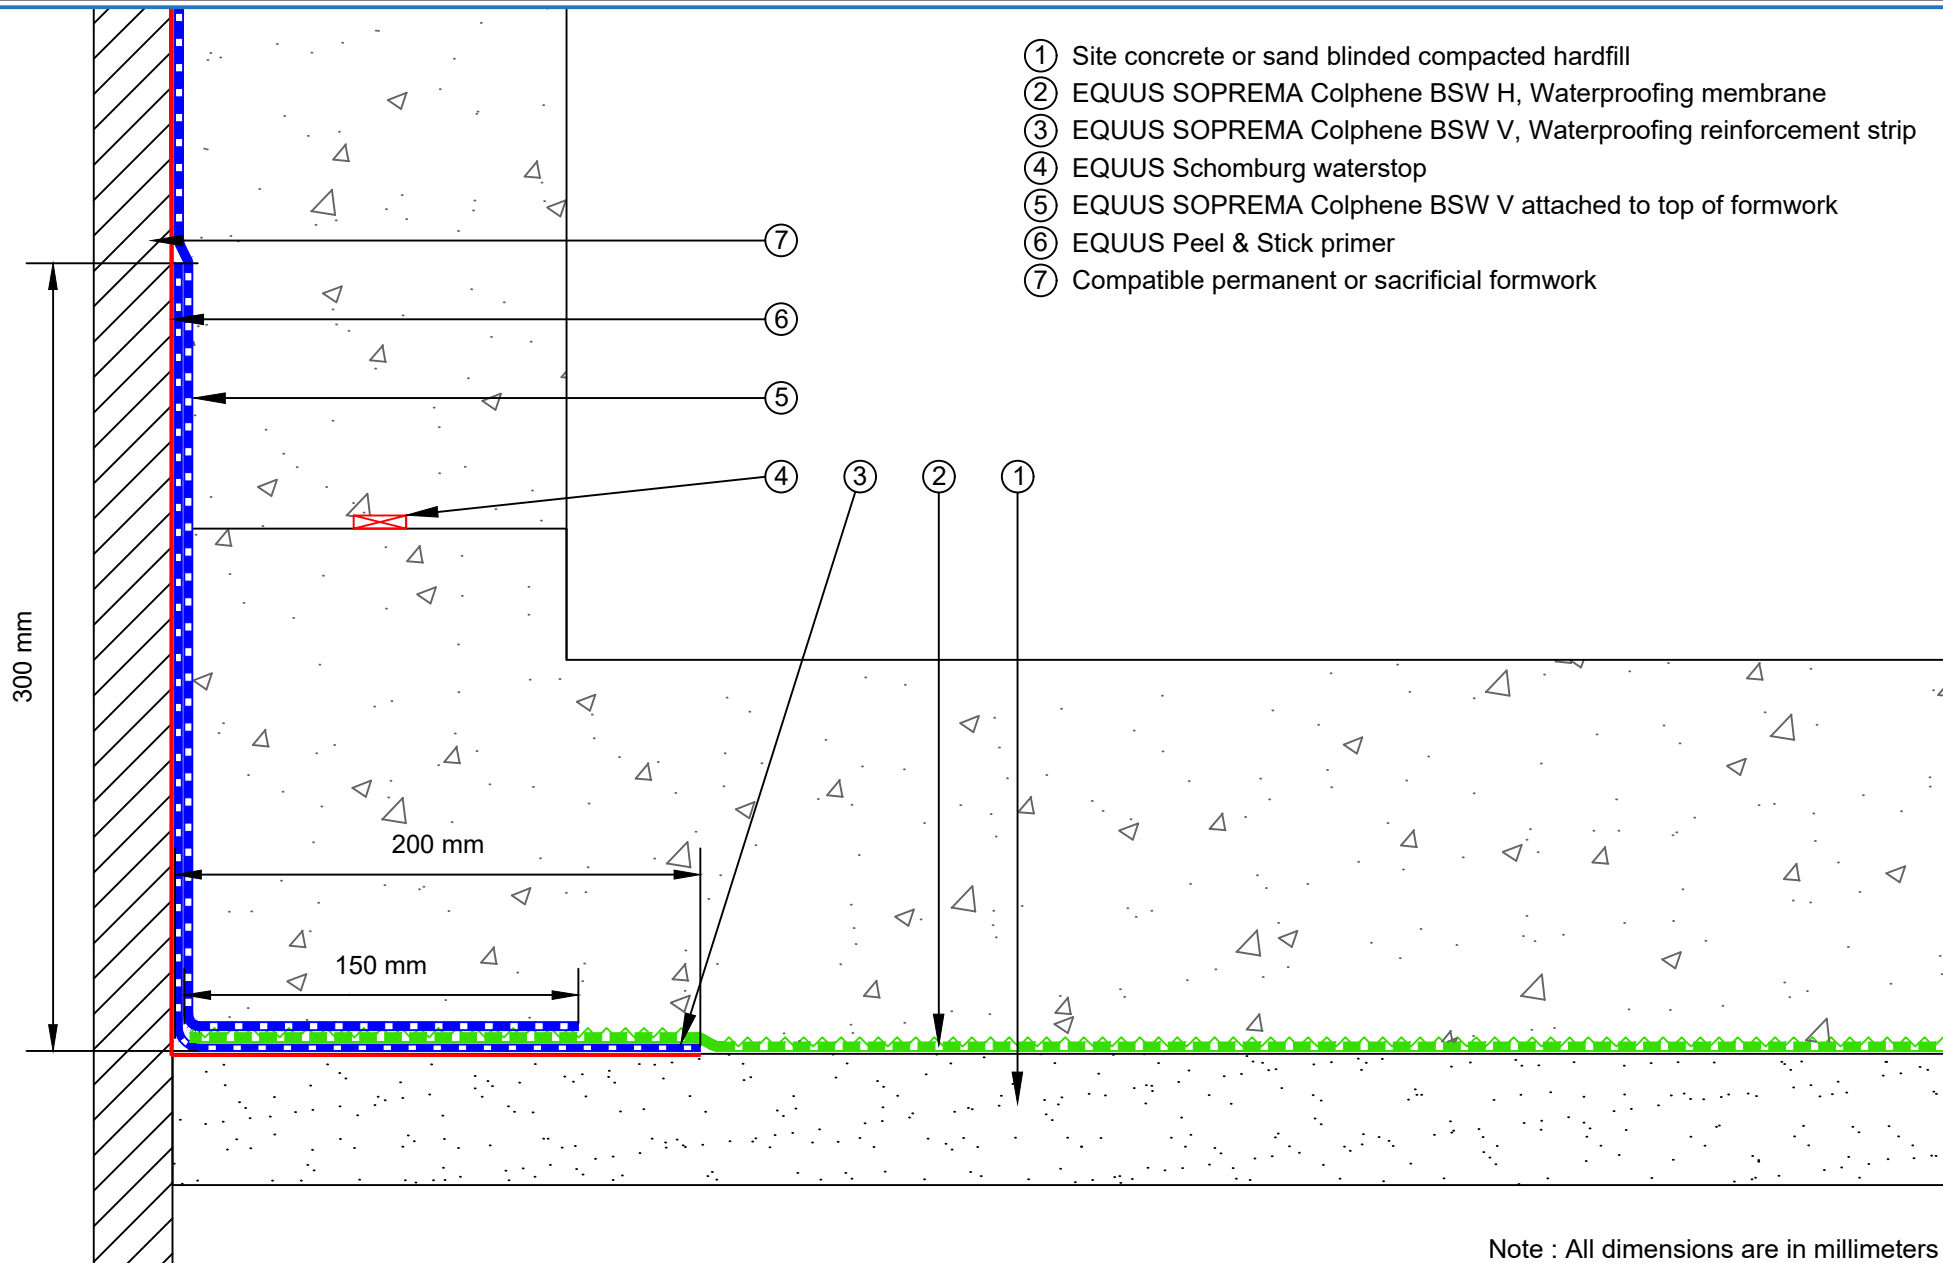 1 Site concrete or sand blinded compacted hardfill
2 EQUUS SOPREMA Colphene BSW H, Waterproofing membrane
3 EQUUS SOPREMA Colphene BSW V, Waterproofing reinforcement strip
4 EQUUS Schomburg waterstop
5 EQUUS SOPREMA Colphene BSW V attached to top of formwork
6 EQUUS Peel & Stick primer
7 Compatible permanent or sacrificial formwork
7
6
5
4 3 2 1
300 mm
200 mm
150 mm
Note : All dimensions are in millimeters